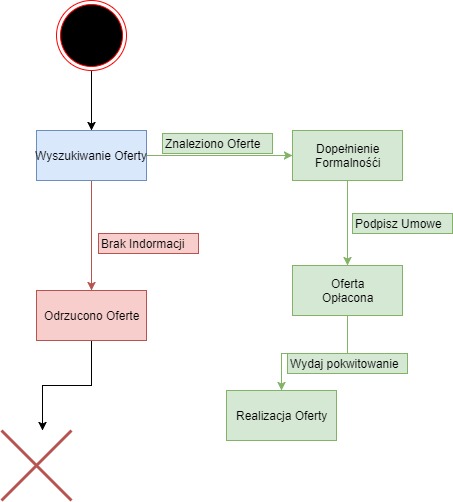 Wyszukiwanie Oferty
Znaleziono Oferte
Dopełnienie
Formalnośći
Brak Indormacji
Podpisz Umowe
Odrzucono Oferte
Oferta
Opłacona
Wydaj pokwitowanie
Realizacja Oferty